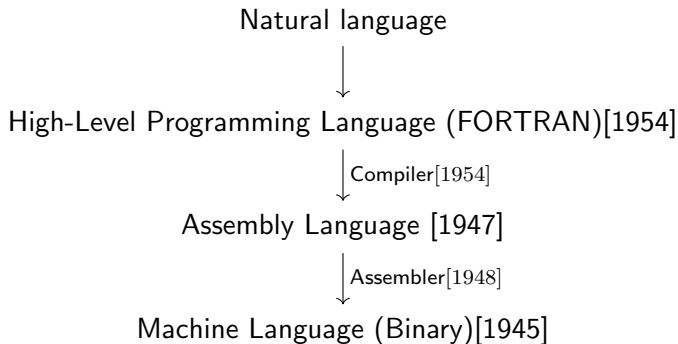 Natural language
High-Level Programming Language (FORTRAN)[1954]
Compiler[1954]
Assembly Language [1947]
Assembler[1948]
Machine Language (Binary)[1945]